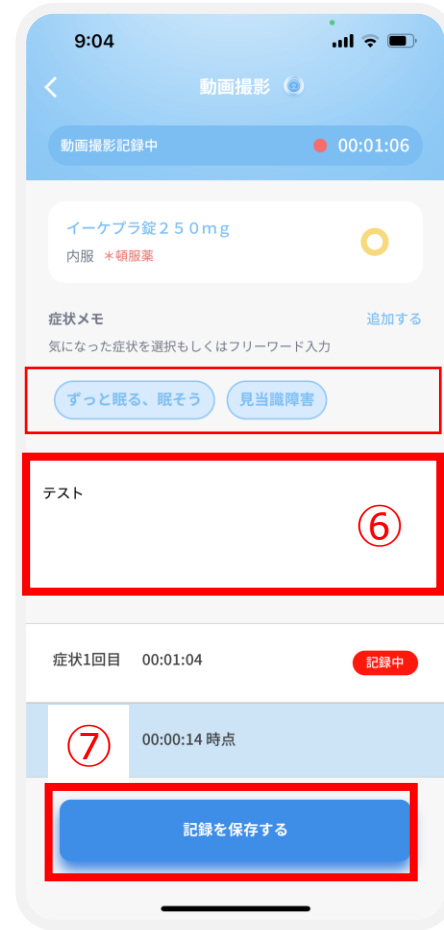 9:04
動画撮影
動画撮影記録中 00:01:06
イーケプラ錠２５０ｍｇ
内服 ＊頓服薬
症状メモ 追加する
気になった症状を選択もしくはフリーワード入力
ずっと眠る、眠そう 見当識障害
テスト
⑥
症状1回目 00:01:04 記録中
⑦ 00:00:14 時点
記録を保存する